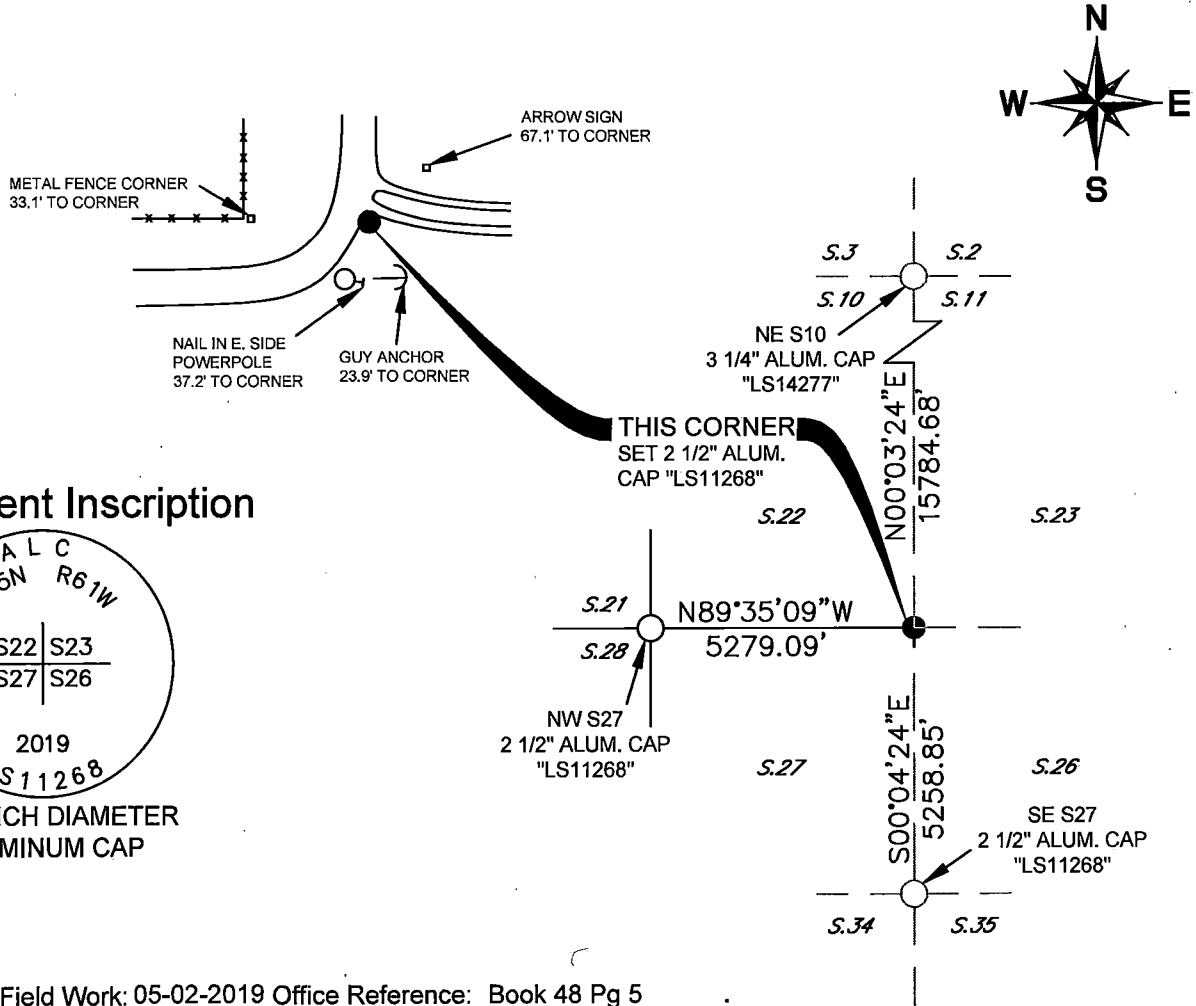 N
W E
S
ARROW SIGN
67.1' TO CORNER
METAL FENCE CORNER
33.1' TO CORNER
NAIL IN E. SIDE
POWERPOLE
37.2' TO CORNER
GUY ANCHOR
23.9' TO CORNER
S.3 S.2
S.10 S.11
NE S10
3 1/4" ALUM. CAP
"LS14277"
N00°03'24"E
15784.68'
THIS CORNER
SET 2 1/2" ALUM.
CAP "LS11268"
S.22 S.23
ent Inscription
A L C
5N R61W
S22 S23
S27 S26
2019
S11268
CH DIAMETER
MINUM CAP
S.21
S.28
N89°35'09"W
5279.09'
NW S27
2 1/2" ALUM. CAP
"LS11268"
S.27 S.26
S00°04'24"E
5258.85'
SE S27
2 1/2" ALUM. CAP
"LS11268"
S.34 S.35
Field Work: 05-02-2019 Office Reference: Book 48 Pg 5